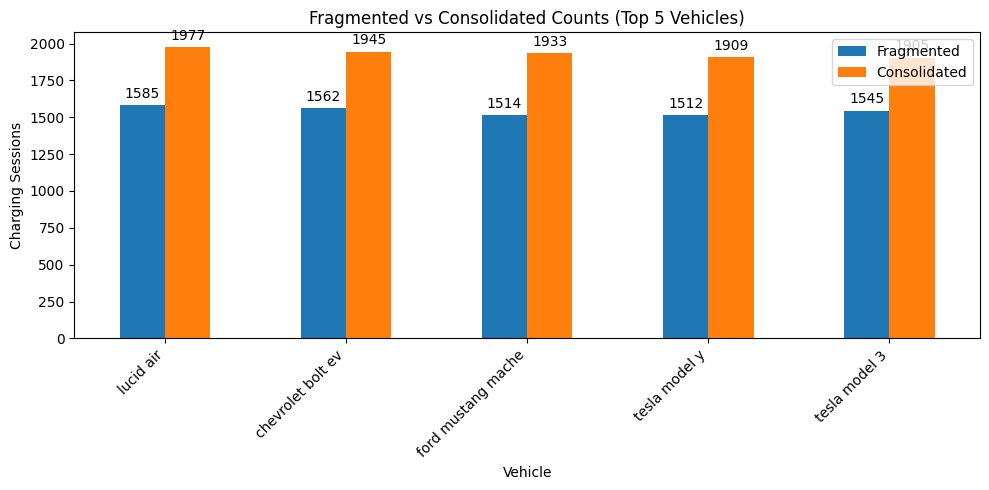 Fragmented vs Consolidated Counts (Top 5 Vehicles)
Charging Sessions
2000
1750
1500
1250
1000
750
500
250
0
1585
1977
1562
1945
1514
1933
1512
1909
1545
1905
Fragmented
Consolidated
lucid air
chevrolet bolt ev
ford mustang mache
tesla model y
tesla model 3
Vehicle